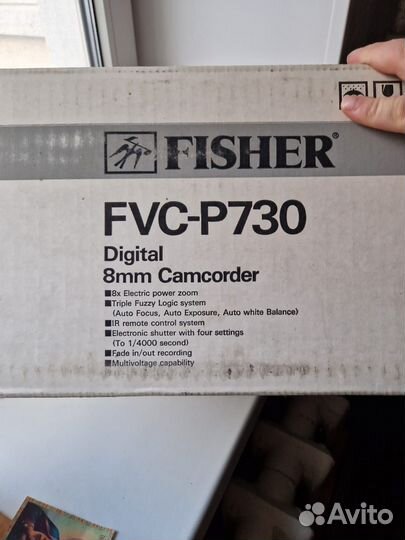 FISHER®
FVC-P730
Digital
8mm Camcorder
■8x Electric power zoom
■Triple Fuzzy Logic system
(Auto Focus, Auto Exposure, Auto white Balance)
■IR remote control system
■Electronic shutter with four settings
(To 1/4000 second)
■Fade in/out recording
■Multivoltage capability
Avito